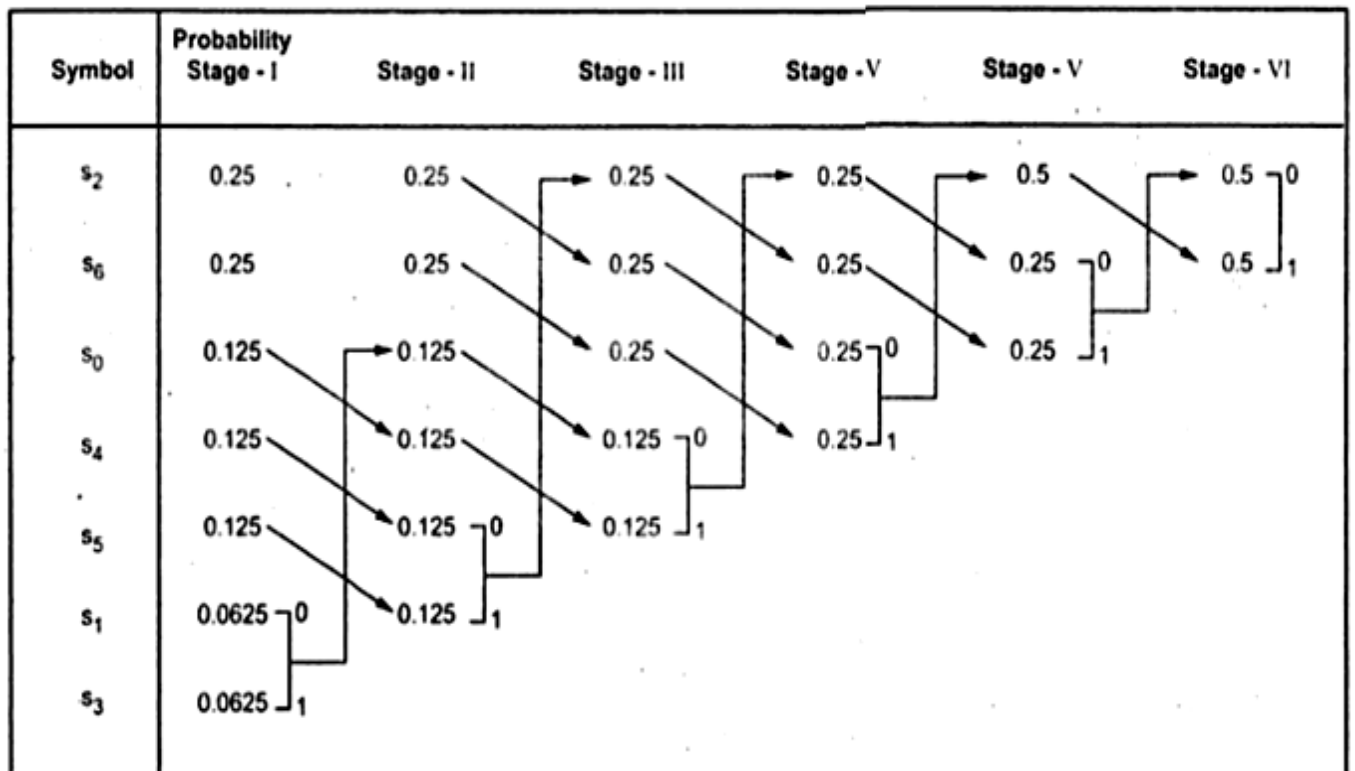 Probability
Symbol Stage - I Stage - II Stage - III Stage - V Stage - V Stage - VI
s2 0.25 0.25 0.25 0.25 0.5 0.5 0
s6 0.25 0.25 0.25 0.25 0.25 0 0.5 1
s0 0.125 0.125 0.25 0.25 0 0.25 1
s4 0.125 0.125 0.125 0 0.25 1
s5 0.125 0.125 0 0.125 1
s1 0.0625 0 0.125 1
s3 0.0625 1